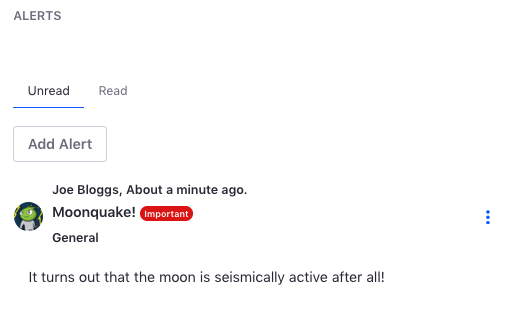 ALERTS
Unread Read
Add Alert
Joe Bloggs, About a minute ago.
Moonquake! Important
General
It turns out that the moon is seismically active after all!